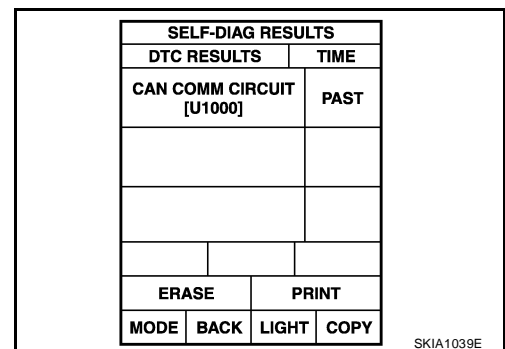 SELF-DIAG RESULTS
DTC RESULTS TIME
CAN COMM CIRCUIT
[U1000] PAST
ERASE PRINT
MODE BACK LIGHT COPY
SKIA1039E